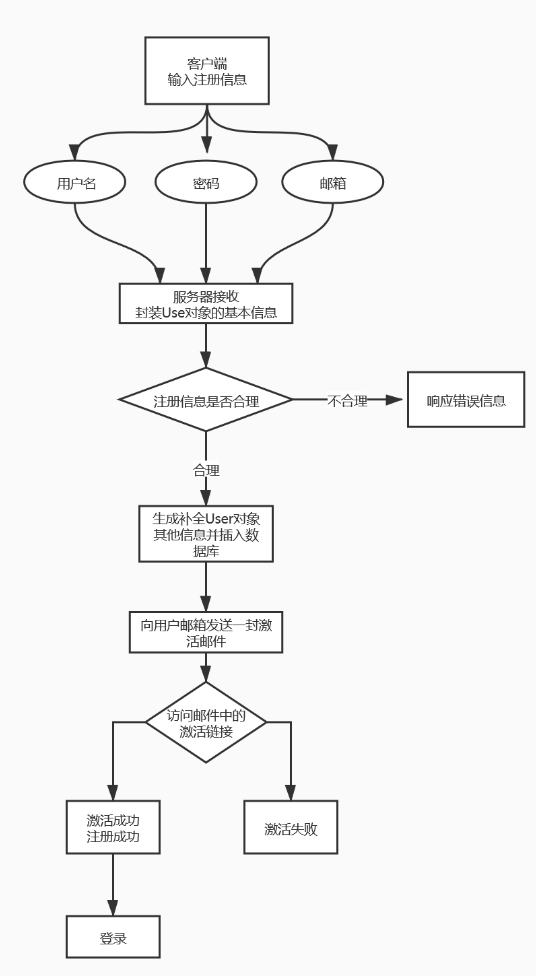 客户端
输入注册信息
用户名
密码
邮箱
服务器接收
封装Use对象的基本信息
注册信息是否合理
不合理
响应错误信息
合理
生成补全User对象
其他信息并插入数
据库
向用户邮箱发送一封激
活邮件
访问邮件中的
激活链接
激活成功
注册成功
激活失败
登录